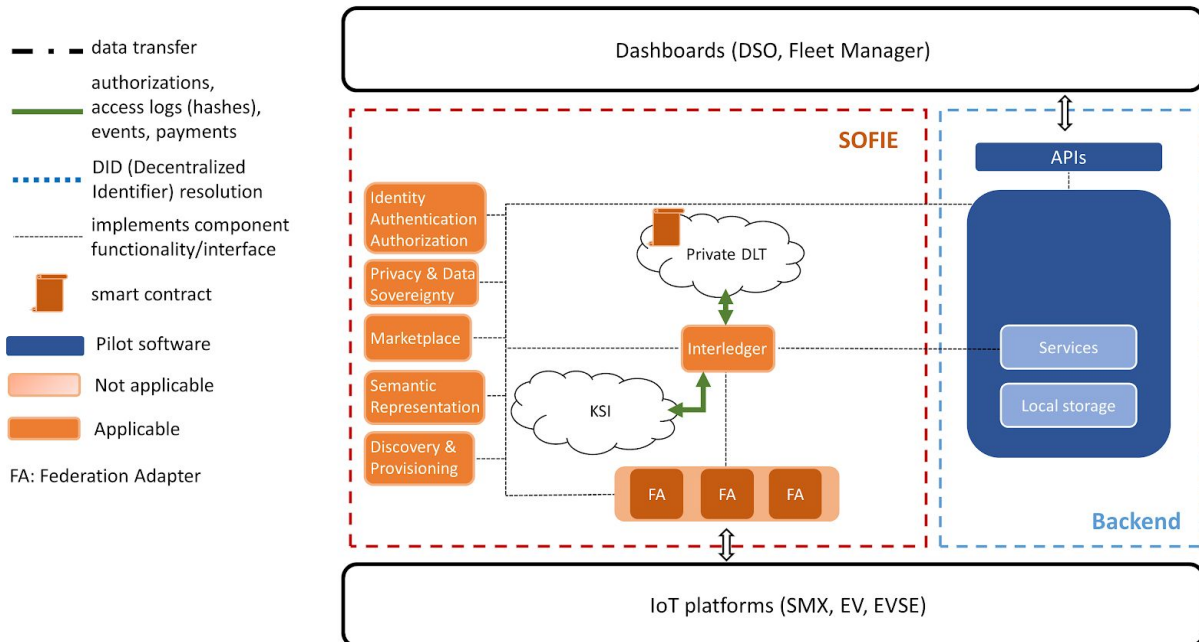 data transfer
authorizations,
access logs (hashes),
events, payments
DID (Decentralized
Identifier) resolution
implements component
functionality/interface
smart contract
Pilot software
Not applicable
Applicable
FA: Federation Adapter
Dashboards (DSO, Fleet Manager)
SOFIE
Identity
Authentication
Authorization
Privacy & Data
Sovereignty
Marketplace
Semantic
Representation
Discovery &
Provisioning
Private DLT
Interledger
KSI
FA
FA
FA
APIs
Services
Local storage
Backend
IoT platforms (SMX, EV, EVSE)